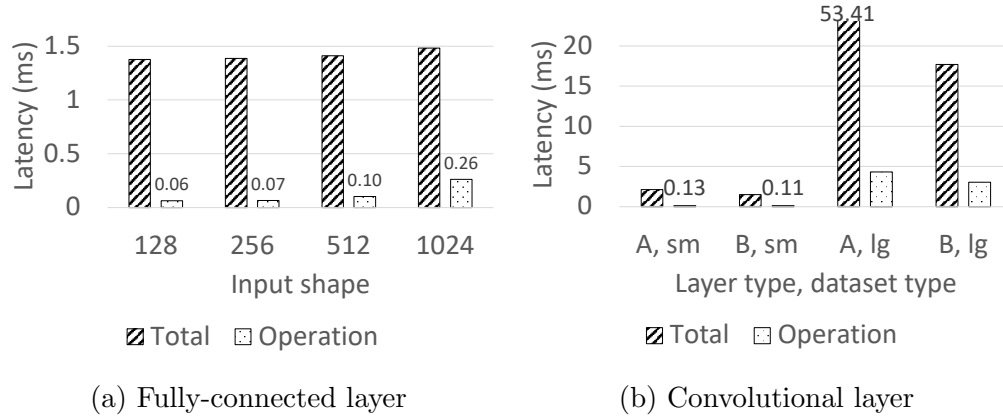 Latency (ms)
1.5
1
0.5
0
0.06
0.07
0.10
0.26
128
256
512
1024
Input shape
Total
Operation
(a) Fully-connected layer
Latency (ms)
20
15
10
5
0
53.41
0.13
0.11
A, sm
B, sm
A, lg
B, lg
Layer type, dataset type
Total
Operation
(b) Convolutional layer